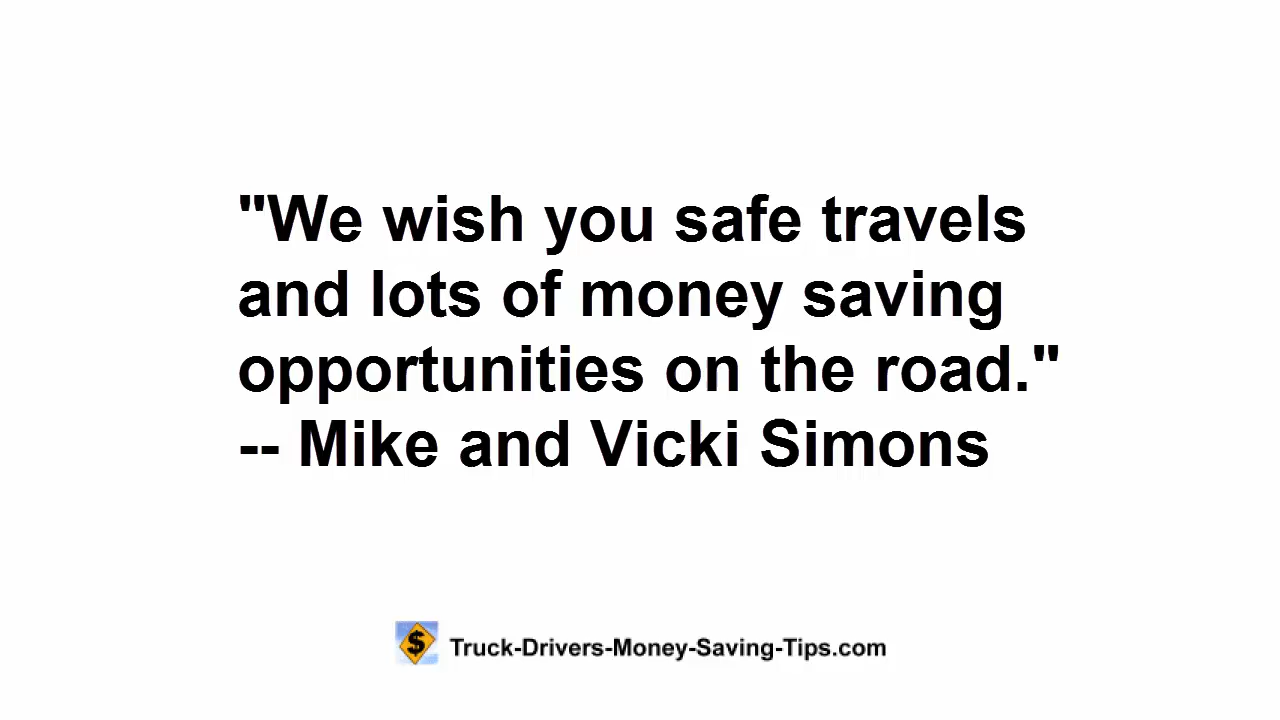 "We wish you safe travels
and lots of money saving
opportunities on the road."
-- Mike and Vicki Simons
$
Truck-Drivers-Money-Saving-Tips.com